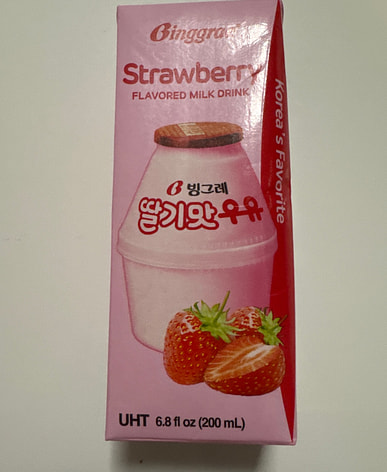 Binggrae
Strawberry
FLAVORED MILK DRINK
Korea's Favorite
빙그레
딸기맛우유
UHT 6.8 fl oz (200 mL)